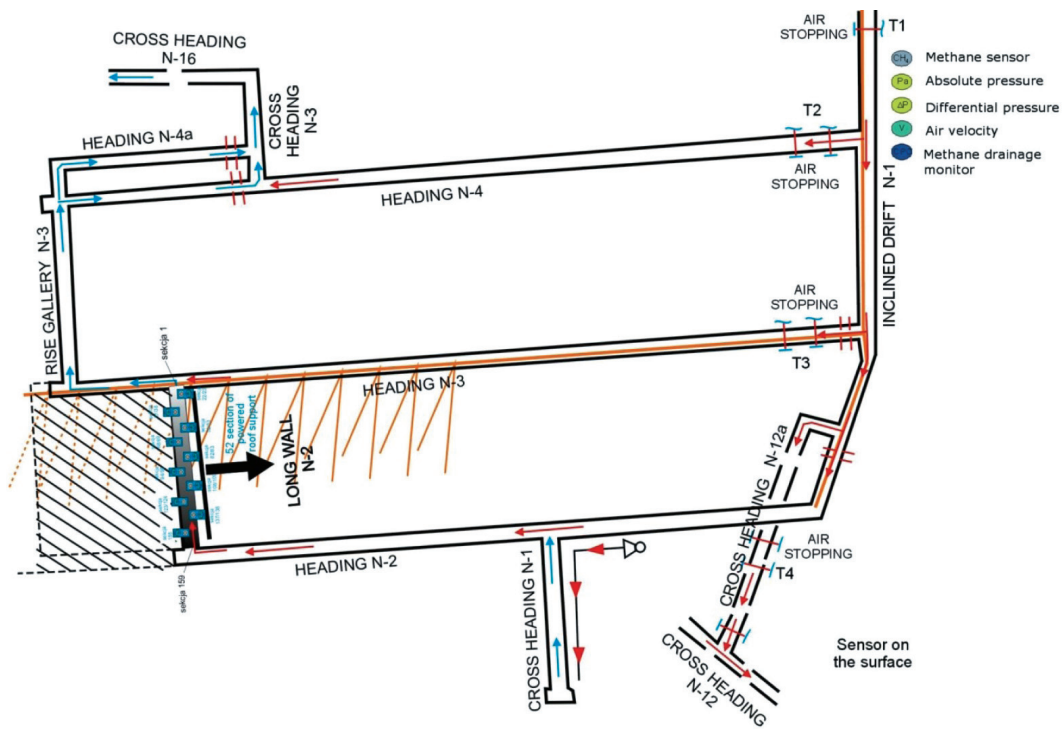 CROSS HEADING
N-16
AIR
STOPPING
T1
CH₄
Methane sensor
Pa
Absolute pressure
ΔP
Differential pressure
V
Air velocity
Methane drainage
monitor
CROSS
HEADING
N-3
HEADING N-4a
T2
AIR
STOPPING
HEADING N-4
INCLINED DRIFT N-1
RISE GALLERY N-3
AIR
STOPPING
T3
sekcja 1
HEADING N-3
52 section of
powered
roof support
LONG WALL
N-2
CROSS HEADING N-12a
AIR
STOPPING
T4
HEADING N-2
sekcja 159
CROSS HEADING N-1
Sensor on
the surface
CROSS HEADING
N-12